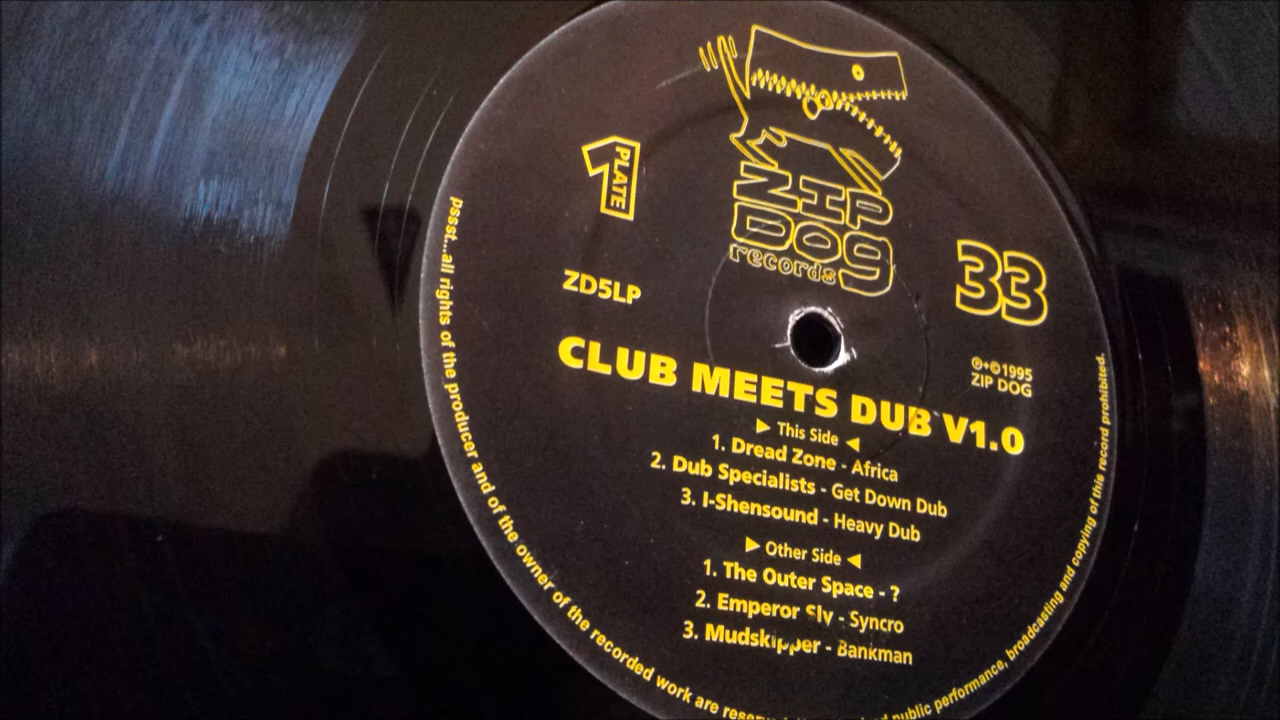 1
PLATE
ZIP
DOG
records
33
ZD5LP
℗+©1995
ZIP DOG
CLUB MEETS DUB V1.0
▶ This Side ◀
1. Dread Zone - Africa
2. Dub Specialists - Get Down Dub
3. I-Shensound - Heavy Dub
▶ Other Side ◀
1. The Outer Space - ?
2. Emperor Sly - Syncro
3. Mudskipper - Bankman
pssst...all rights of the producer and of the owner of the recorded work are public performance, broadcasting and copying of this record prohibited.